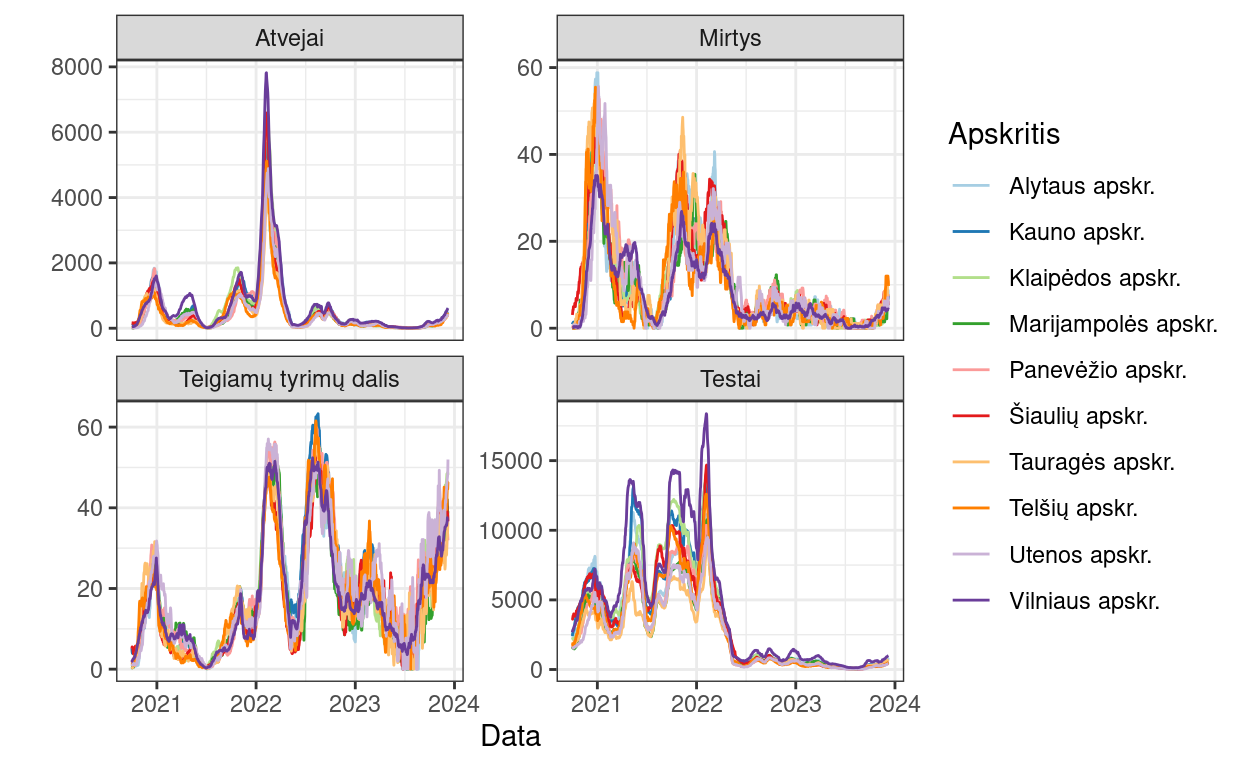 Atvejai
8000
6000
4000
2000
0
Mirtys
60
40
20
0
Teigiamų tyrimų dalis
60
40
20
0
2021 2022 2023 2024
Testai
15000
10000
5000
0
2021 2022 2023 2024
Data
Apskritis
Alytaus apskr.
Kauno apskr.
Klaipėdos apskr.
Marijampolės apskr.
Panevėžio apskr.
Šiaulių apskr.
Tauragės apskr.
Telšių apskr.
Utenos apskr.
Vilniaus apskr.